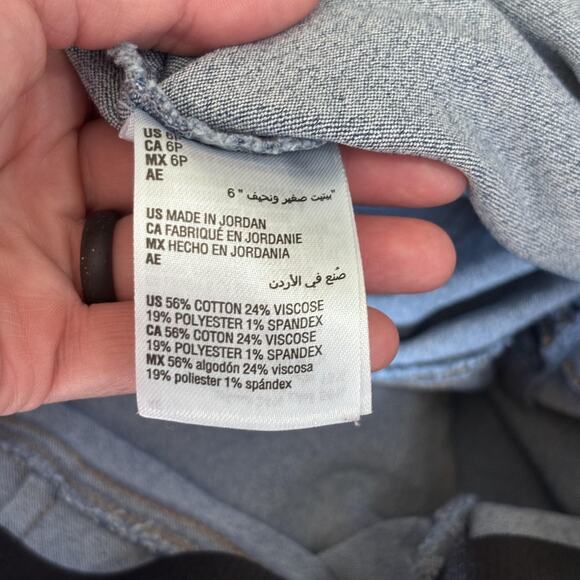 US 6P
CA 6P
MX 6P
AE
"بيتيت صغير ونحيف " 6
US MADE IN JORDAN
CA FABRIQUÉ EN JORDANIE
MX HECHO EN JORDANIA
AE
صُنع في الأردن
US 56% COTTON 24% VISCOSE
19% POLYESTER 1% SPANDEX
CA 56% COTON 24% VISCOSE
19% POLYESTER 1% SPANDEX
MX 56% algodón 24% viscosa
19% poliester 1% spándex